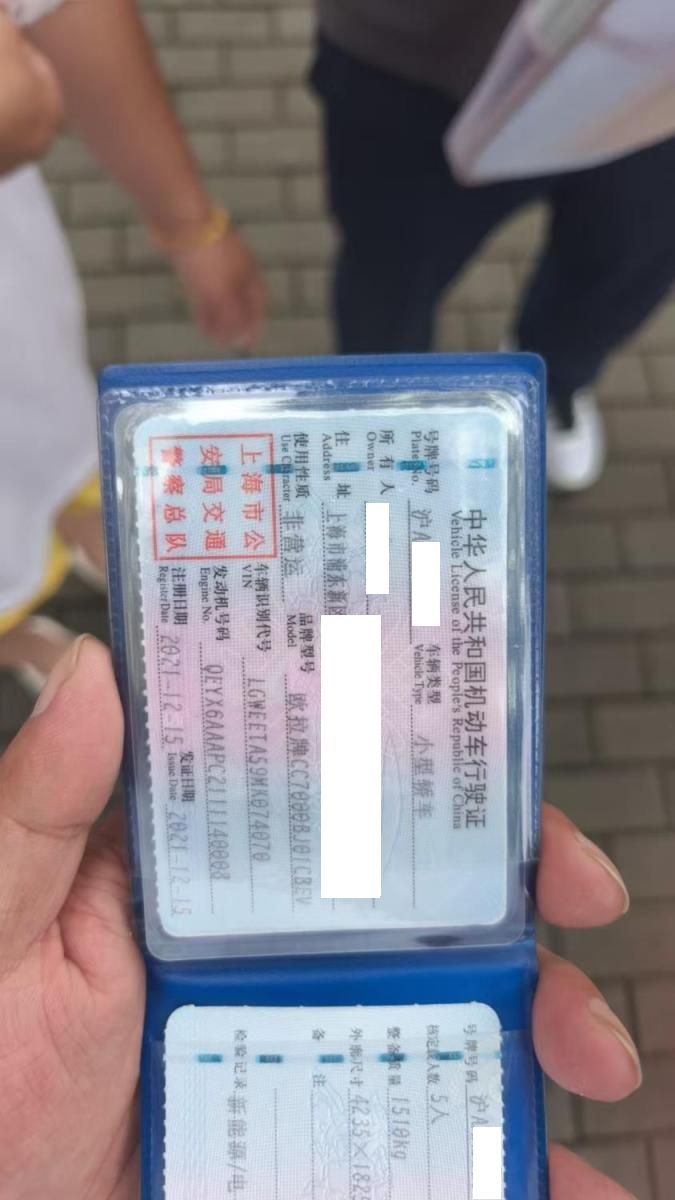 中华人民共和国机动车行驶证
Vehicle License of the People's Republic of China
号牌号码 沪A 车辆类型 小型轿车
Plate No. Vehicle Type
所有人
Owner
住址 上海市浦东新区
Address
使用性质 非营运 品牌型号 欧拉牌CC7000BJ01CBEV
Use Character Model
上海市公
安局交通
警察总队
车辆识别代号 LGWEETA59MK074070
VIN
发动机号码 QEYX6AAAPC2111140008
Engine No.
注册日期 2021-12-15 发证日期 2021-12-15
Register Date Issue Date
号牌号码 沪A
核定载人数 5人
整备质量 1510kg
外廓尺寸 4235×1825
备注
检验记录 新能源/电